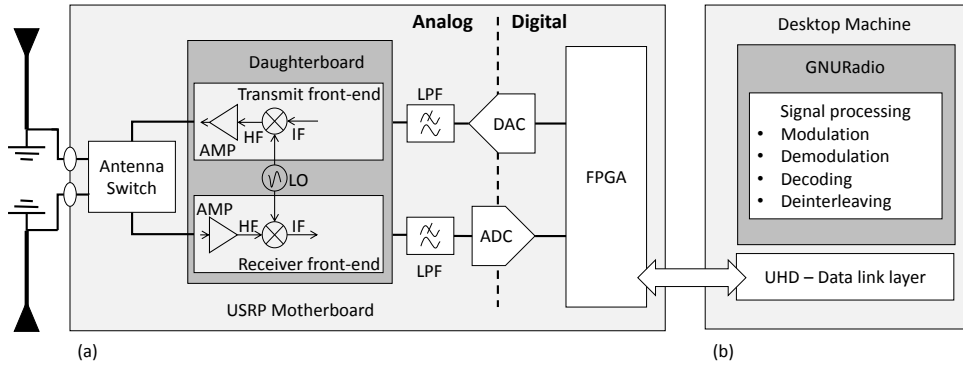 Analog
Digital
Desktop Machine
Daughterboard
GNURadio
Transmit front-end
LPF
Signal processing
• Modulation
• Demodulation
• Decoding
• Deinterleaving
HF
IF
AMP
DAC
Antenna
Switch
LO
FPGA
AMP
HF
IF
ADC
Receiver front-end
LPF
UHD – Data link layer
USRP Motherboard
(a)
(b)